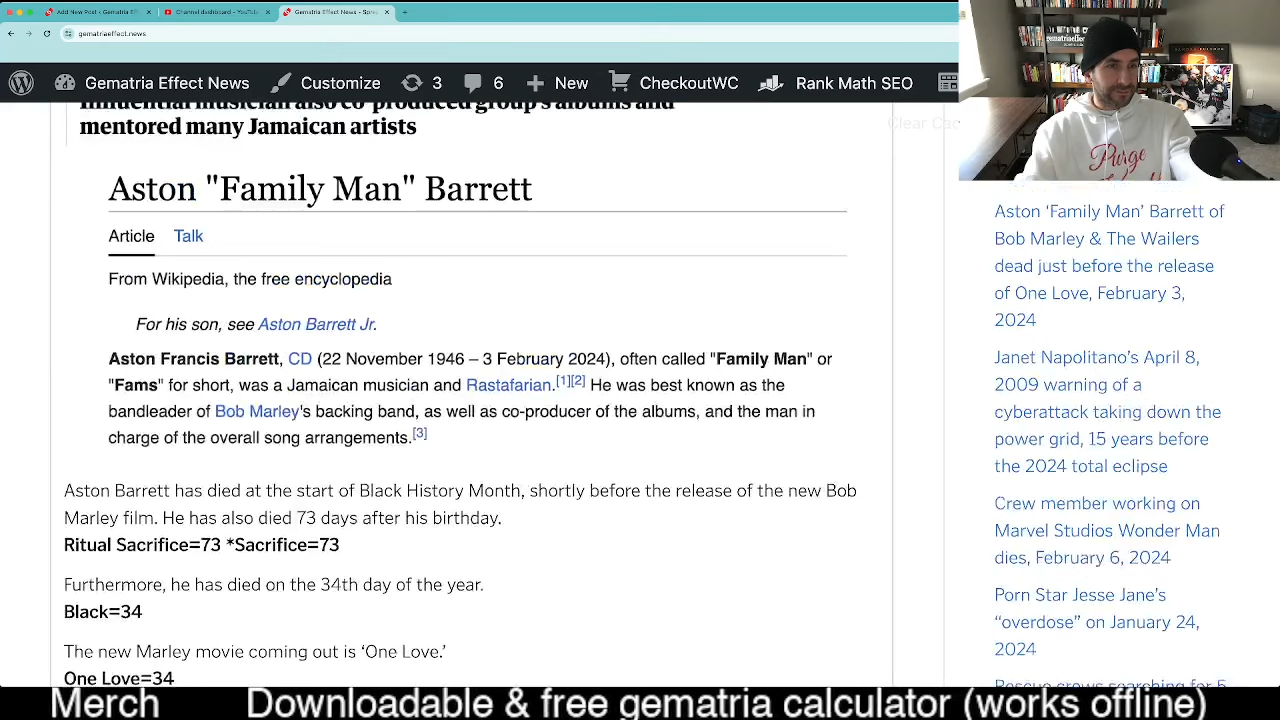 Add New Post ‹ Gematria Eff
Channel dashboard - YouTube
Gematria Effect News - Sprea
gematriaeffect.news
Gematria Effect News
Customize
3
6
New
CheckoutWC
Rank Math SEO
Clear Cac
Influential musician also co-produced group's albums and
mentored many Jamaican artists
Aston "Family Man" Barrett
Article
Talk
From Wikipedia, the free encyclopedia
For his son, see Aston Barrett Jr.
Aston Francis Barrett, CD (22 November 1946 – 3 February 2024), often called "Family Man" or
"Fams" for short, was a Jamaican musician and Rastafarian.[1][2] He was best known as the
bandleader of Bob Marley's backing band, as well as co-producer of the albums, and the man in
charge of the overall song arrangements.[3]
Aston Barrett has died at the start of Black History Month, shortly before the release of the new Bob
Marley film. He has also died 73 days after his birthday.
Ritual Sacrifice=73 *Sacrifice=73
Furthermore, he has died on the 34th day of the year.
Black=34
The new Marley movie coming out is ‘One Love.’
One Love=34
Purge
Aston ‘Family Man’ Barrett of
Bob Marley & The Wailers
dead just before the release
of One Love, February 3,
2024
Janet Napolitano’s April 8,
2009 warning of a
cyberattack taking down the
power grid, 15 years before
the 2024 total eclipse
Crew member working on
Marvel Studios Wonder Man
dies, February 6, 2024
Porn Star Jesse Jane’s
“overdose” on January 24,
2024
Rescue crews searching for 5
Merch
Downloadable & free gematria calculator (works offline)